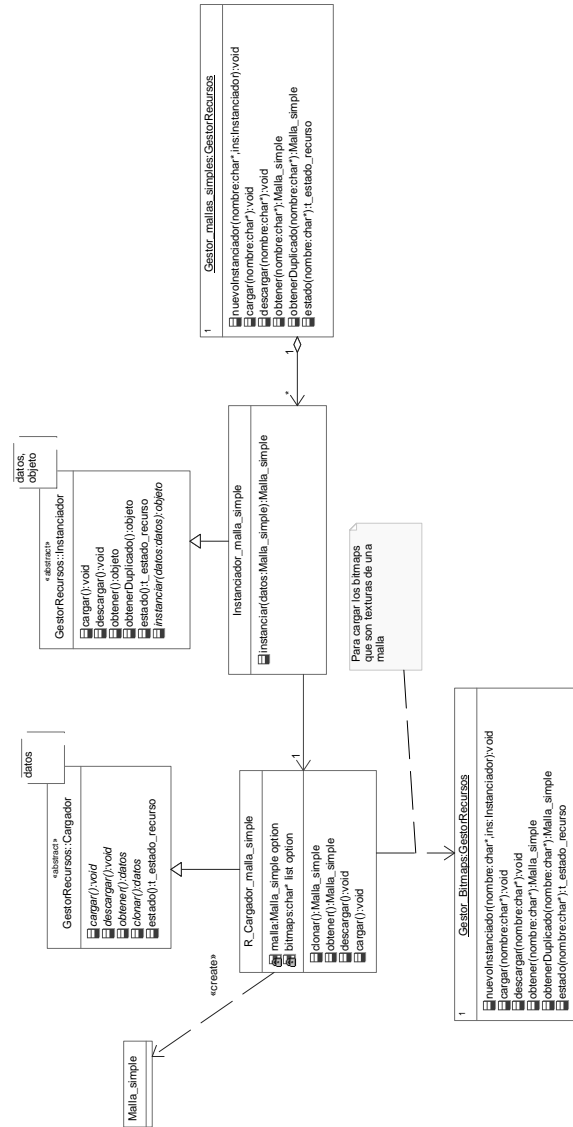 Malla_simple
«create»
datos
«abstract»
GestorRecursos::Cargador
cargar():void
descargar():void
obtener():datos
clonar():datos
estado():t_estado_recurso
R_Cargador_malla_simple
malla:Malla_simple option
bitmaps:char* list option
clonar():Malla_simple
obtener():Malla_simple
descargar():void
cargar():void
1
Gestor_Bitmaps:GestorRecursos
nuevoInstanciador(nombre:char*,ins:Instanciador):void
cargar(nombre:char*):void
descargar(nombre:char*):void
obtener(nombre:char*):Malla_simple
obtenerDuplicado(nombre:char*):Malla_simple
estado(nombre:char*):t_estado_recurso
Para cargar los bitmaps
que son texturas de una
malla
datos,
objeto
«abstract»
GestorRecursos::Instanciador
cargar():void
descargar():void
obtener():objeto
obtenerDuplicado():objeto
estado():t_estado_recurso
instanciar(datos:datos):objeto
Instanciador_malla_simple
instanciar(datos:Malla_simple):Malla_simple
1
*
1
1
Gestor_mallas_simples:GestorRecursos
nuevoInstanciador(nombre:char*,ins:Instanciador):void
cargar(nombre:char*):void
descargar(nombre:char*):void
obtener(nombre:char*):Malla_simple
obtenerDuplicado(nombre:char*):Malla_simple
estado(nombre:char*):t_estado_recurso